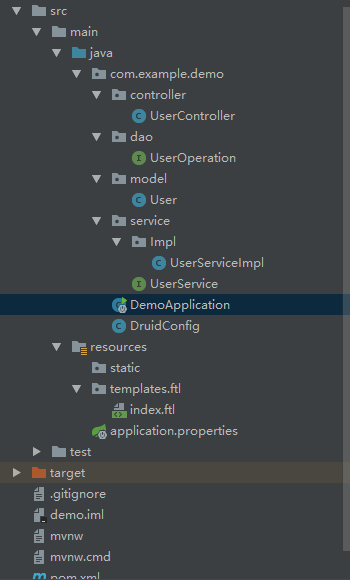 src
main
java
com.example.demo
controller
UserController
dao
UserOperation
model
User
service
Impl
UserServiceImpl
UserService
DemoApplication
DruidConfig
resources
static
templates.ftl
index.ftl
application.properties
test
target
.gitignore
demo.iml
mvnw
mvnw.cmd
pom.xml